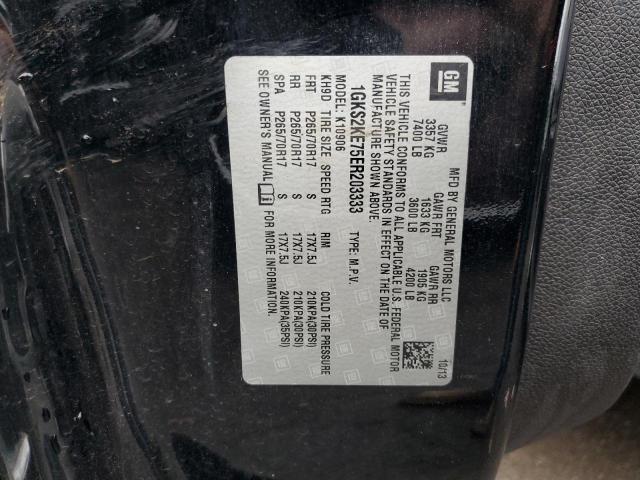 GM
MFD BY GENERAL MOTORS LLC 10/13
GVWR GAWR FRT GAWR RR
3357 KG 1633 KG 1905 KG
7400 LB 3600 LB 4200 LB
THIS VEHICLE CONFORMS TO ALL APPLICABLE U.S. FEDERAL MOTOR
VEHICLE SAFETY STANDARDS IN EFFECT ON THE DATE OF
MANUFACTURE SHOWN ABOVE.
1GKS2KE75ER203333 TYPE: M.P.V.
MODEL: K10906
KH9D TIRE SIZE SPEED RTG RIM COLD TIRE PRESSURE
FRT P265/70R17 S 17X7.5J 210KPA(30PSI)
RR P265/70R17 S 17X7.5J 210KPA(30PSI)
SPA P265/70R17 S 17X7.5J 240KPA(35PSI)
SEE OWNER'S MANUAL FOR MORE INFORMATION.